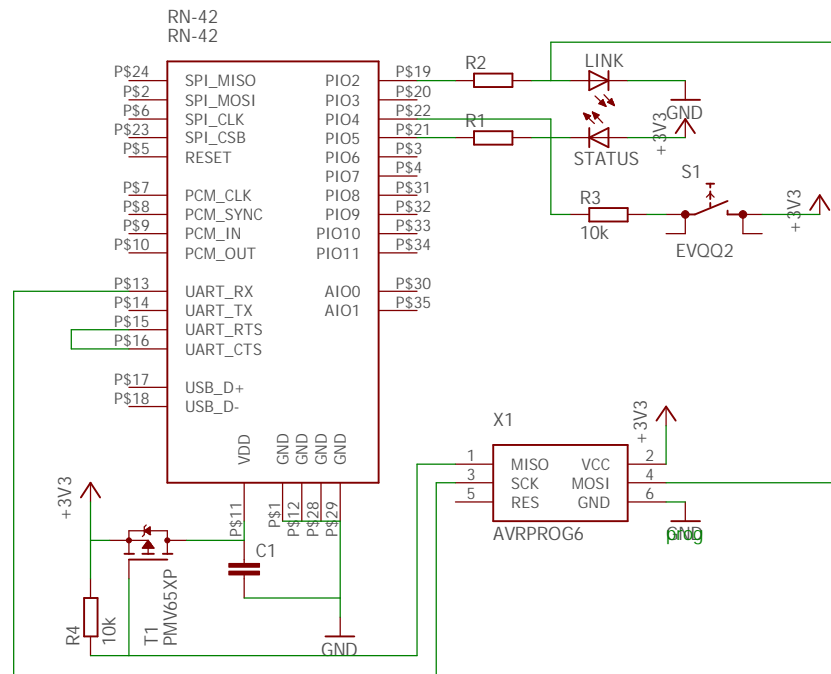 RN-42
RN-42
P$24 SPI_MISO PIO2 P$19
P$2 SPI_MOSI PIO3 P$20
P$6 SPI_CLK PIO4 P$22
P$23 SPI_CSB PIO5 P$21
P$5 RESET PIO6 P$3
PIO7 P$4
P$7 PCM_CLK PIO8 P$31
P$8 PCM_SYNC PIO9 P$32
P$9 PCM_IN PIO10 P$33
P$10 PCM_OUT PIO11 P$34
P$13 UART_RX AIO0 P$30
P$14 UART_TX AIO1 P$35
P$15 UART_RTS
P$16 UART_CTS
P$17 USB_D+
P$18 USB_D-
VDD
GND
GND
GND
GND
P$11
P$1
P$12
P$28
P$29
R2
LINK
GND
R1
STATUS
+3V3
S1
R3
10k
EVQQ2
+3V3
X1
+3V3
1 MISO VCC 2
3 SCK MOSI 4
5 RES GND 6
AVRPROG6
GND
prog
+3V3
C1
R4
10k
T1
PMV65XP
GND